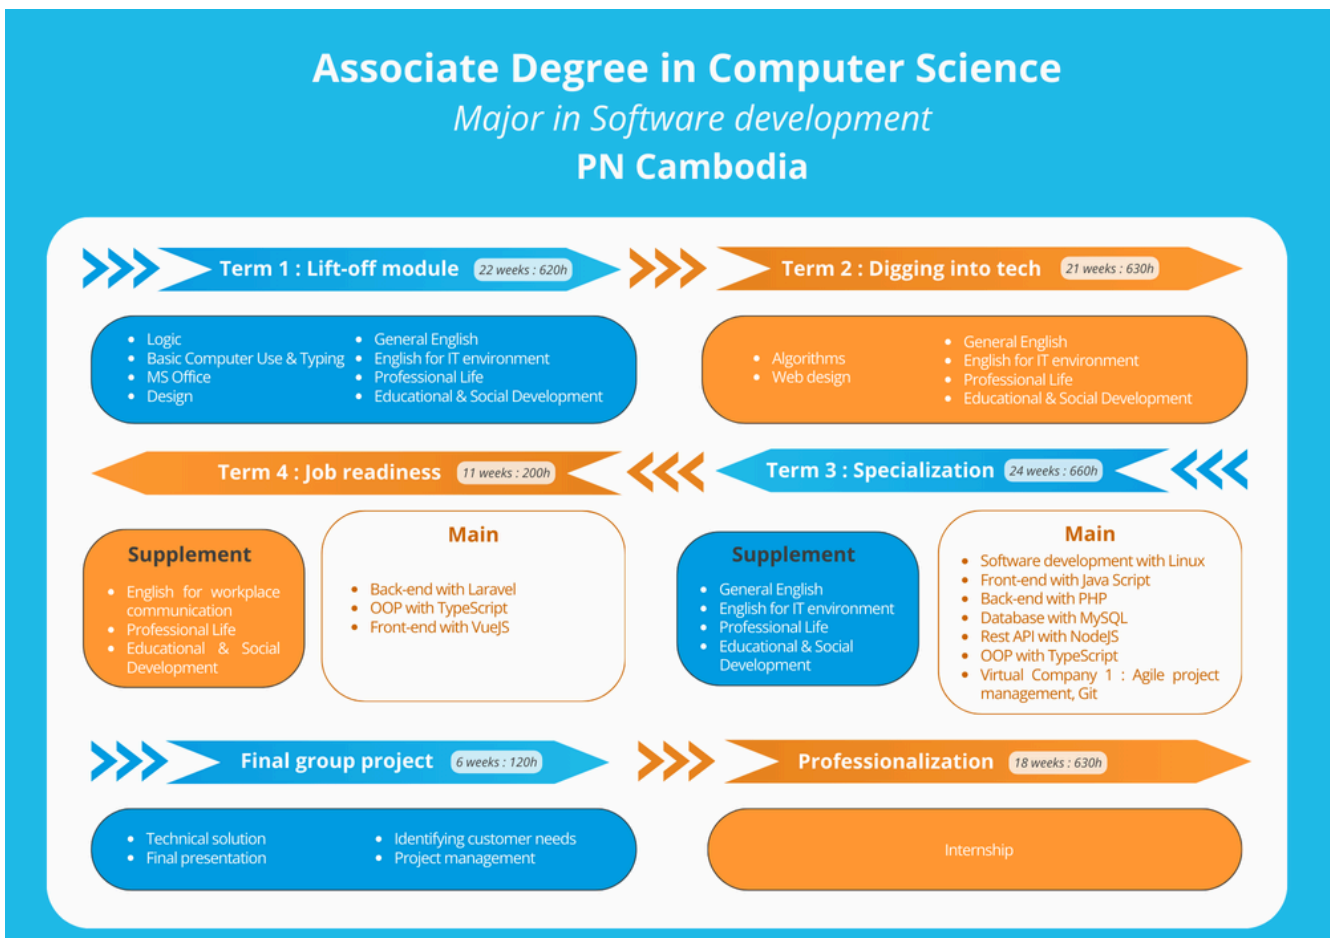 Associate Degree in Computer Science
Major in Software development
PN Cambodia
Term 1 : Lift-off module 22 weeks : 620h
• Logic
• Basic Computer Use & Typing
• MS Office
• Design
• General English
• English for IT environment
• Professional Life
• Educational & Social Development
Term 2 : Digging into tech 21 weeks : 630h
• Algorithms
• Web design
• General English
• English for IT environment
• Professional Life
• Educational & Social Development
Term 3 : Specialization 24 weeks : 660h
Supplement
• General English
• English for IT environment
• Professional Life
• Educational & Social
Development
Main
• Software development with Linux
• Front-end with Java Script
• Back-end with PHP
• Database with MySQL
• Rest API with NodeJS
• OOP with TypeScript
• Virtual Company 1 : Agile project
management, Git
Term 4 : Job readiness 11 weeks : 200h
Supplement
• English for workplace
communication
• Professional Life
• Educational & Social
Development
Main
• Back-end with Laravel
• OOP with TypeScript
• Front-end with VueJS
Final group project 6 weeks : 120h
• Technical solution
• Final presentation
• Identifying customer needs
• Project management
Professionalization 18 weeks : 630h
Internship